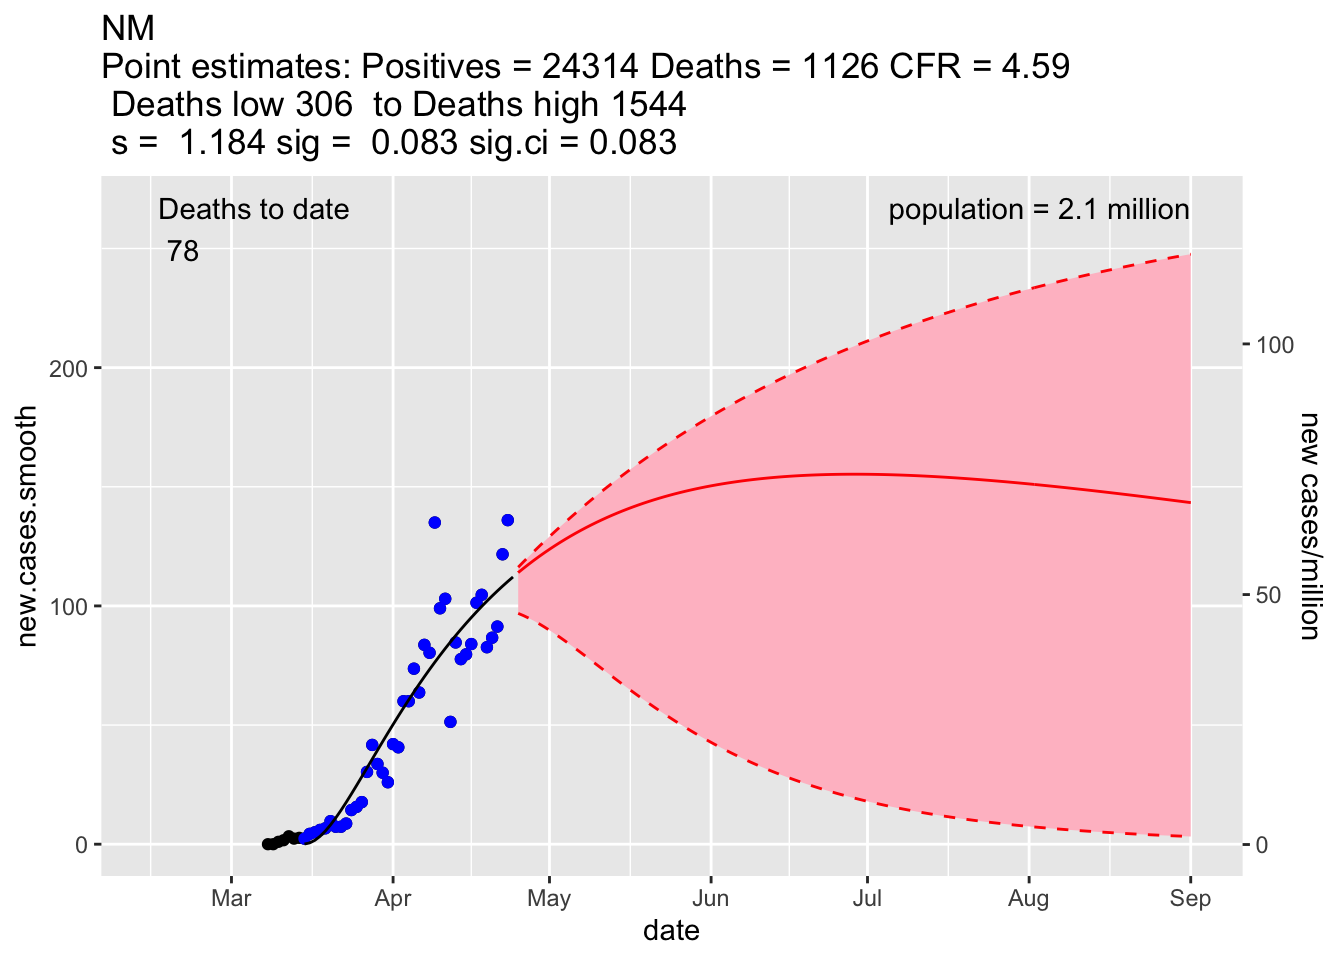 NM
Point estimates: Positives = 24314 Deaths = 1126 CFR = 4.59
Deaths low 306  to Deaths high 1544
s =  1.184 sig =  0.083 sig.ci = 0.083
Deaths to date
78
population = 2.1 million
200
100
0
new.cases.smooth
100
50
0
new cases/million
Mar
Apr
May
Jun
Jul
Aug
Sep
date